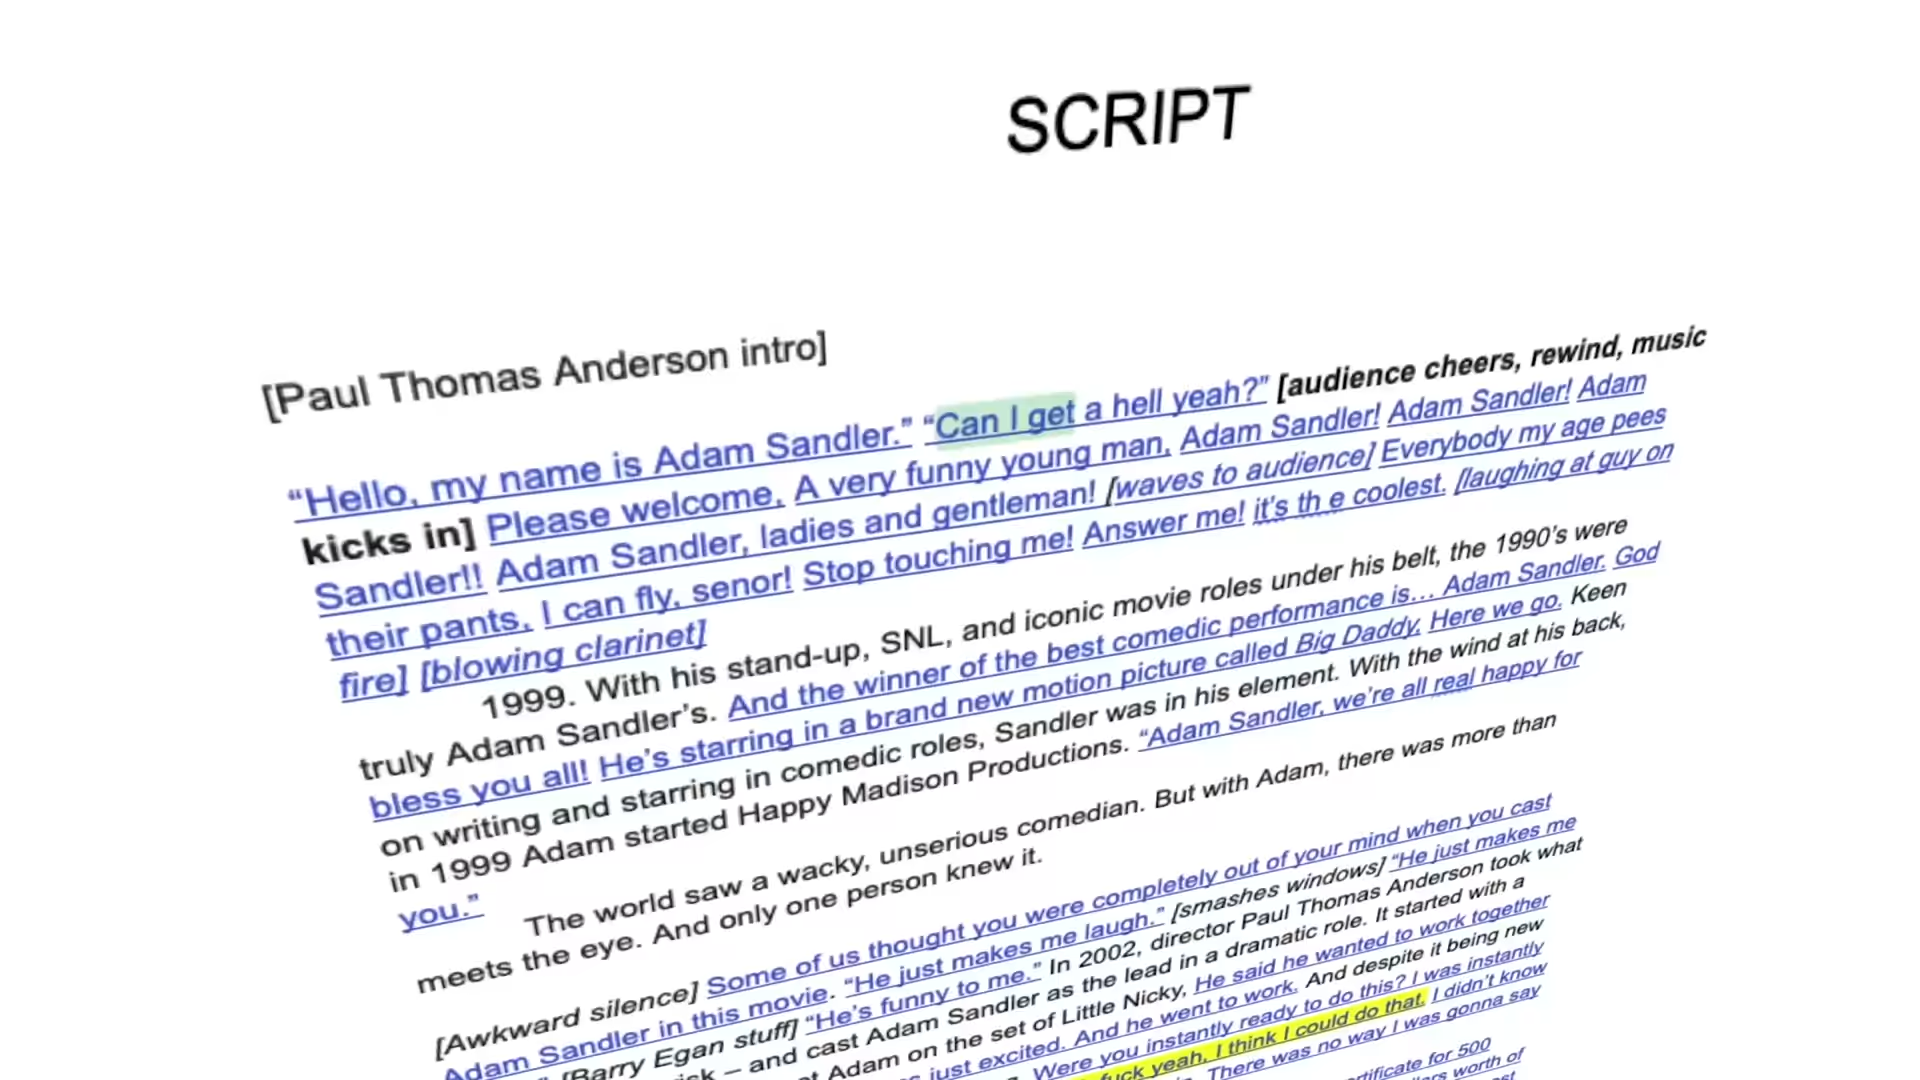 SCRIPT
[Paul Thomas Anderson intro]
“Hello, my name is Adam Sandler.” “Can I get a hell yeah?” [audience cheers, rewind, music
kicks in] Please welcome, A very funny young man, Adam Sandler! Adam Sandler! Adam
Sandler!! Adam Sandler, ladies and gentleman! [waves to audience] Everybody my age pees
their pants, I can fly, senor! Stop touching me! Answer me! it’s th e coolest. [laughing at guy on
fire] [blowing clarinet]
1999. With his stand-up, SNL, and iconic movie roles under his belt, the 1990’s were
truly Adam Sandler’s. And the winner of the best comedic performance is… Adam Sandler. God
bless you all! He’s starring in a brand new motion picture called Big Daddy. Here we go. Keen
on writing and starring in comedic roles, Sandler was in his element. With the wind at his back,
in 1999 Adam started Happy Madison Productions. “Adam Sandler, we’re all real happy for
you.”
The world saw a wacky, unserious comedian. But with Adam, there was more than
meets the eye. And only one person knew it.
[Awkward silence] Some of us thought you were completely out of your mind when you cast
Adam Sandler in this movie. “He just makes me laugh.” [smashes windows] “He just makes me
[Barry Egan stuff] “He’s funny to me.” In 2002, director Paul Thomas Anderson took what
– and cast Adam Sandler as the lead in a dramatic role. It started with a
Adam on the set of Little Nicky, He said he wanted to work together
just excited. And he went to work. And despite it being new
Were you instantly ready to do this? I was instantly
fuck yeah, I think I could do that. I didn’t know
There was no way I was gonna say
for 500
worth of